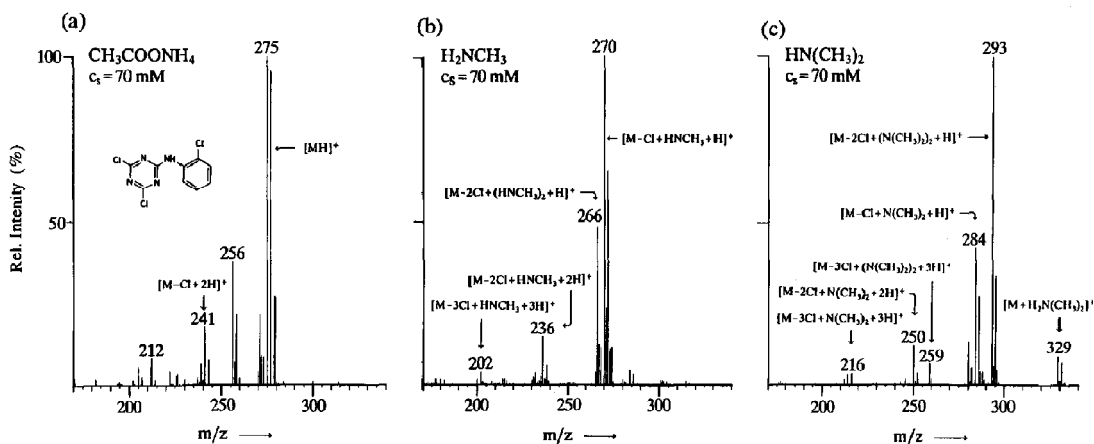 (a)
CH₃COONH₄
cₛ = 70 mM
275
[MH]⁺
Cl
N
NH
Cl
N
N
Cl
256
[M-Cl + 2H]⁺
241
212
100
50
Rel. Intensity (%)
200
250
300
m/z
(b)
H₂NCH₃
cₛ = 70 mM
270
[M-Cl + HNCH₃ + H]⁺
[M-2Cl + (HNCH₃)₂ + H]⁺
266
[M-2Cl + HNCH₃ + 2H]⁺
[M-3Cl + HNCH₃ + 3H]⁺
236
202
200
250
300
m/z
(c)
HN(CH₃)₂
cₛ = 70 mM
293
[M-2Cl + (N(CH₃)₂)₂ + H]⁺
[M-Cl + N(CH₃)₂ + H]⁺
284
[M-3Cl + (N(CH₃)₂)₂ + 3H]⁺
[M-2Cl + N(CH₃)₂ + 2H]⁺
[M-3Cl + N(CH₃)₂ + 3H]⁺
[M + H₂N(CH₃)₂]⁺
250
259
216
329
200
250
300
m/z